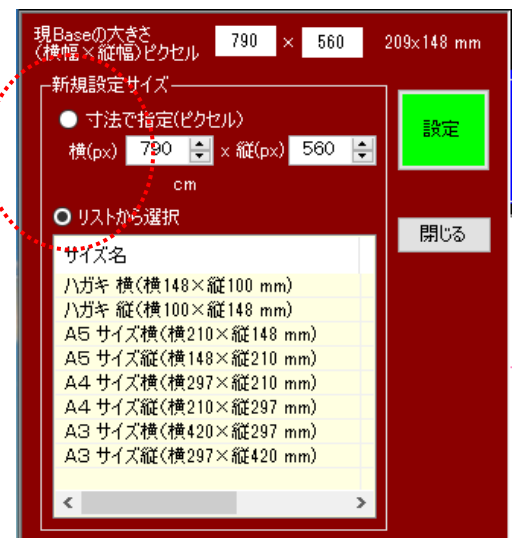 現Baseの大きさ
(横幅×縦幅)ピクセル 790 × 560 209×148 mm
新規設定サイズ
寸法で指定(ピクセル)
横(px) 790 × 縦(px) 560
cm
リストから選択
設定
閉じる
サイズ名
ハガキ 横(横148×縦100 mm)
ハガキ 縦(横100×縦148 mm)
A5 サイズ横(横210×縦148 mm)
A5 サイズ縦(横148×縦210 mm)
A4 サイズ横(横297×縦210 mm)
A4 サイズ縦(横210×縦297 mm)
A3 サイズ横(横420×縦297 mm)
A3 サイズ縦(横297×縦420 mm)